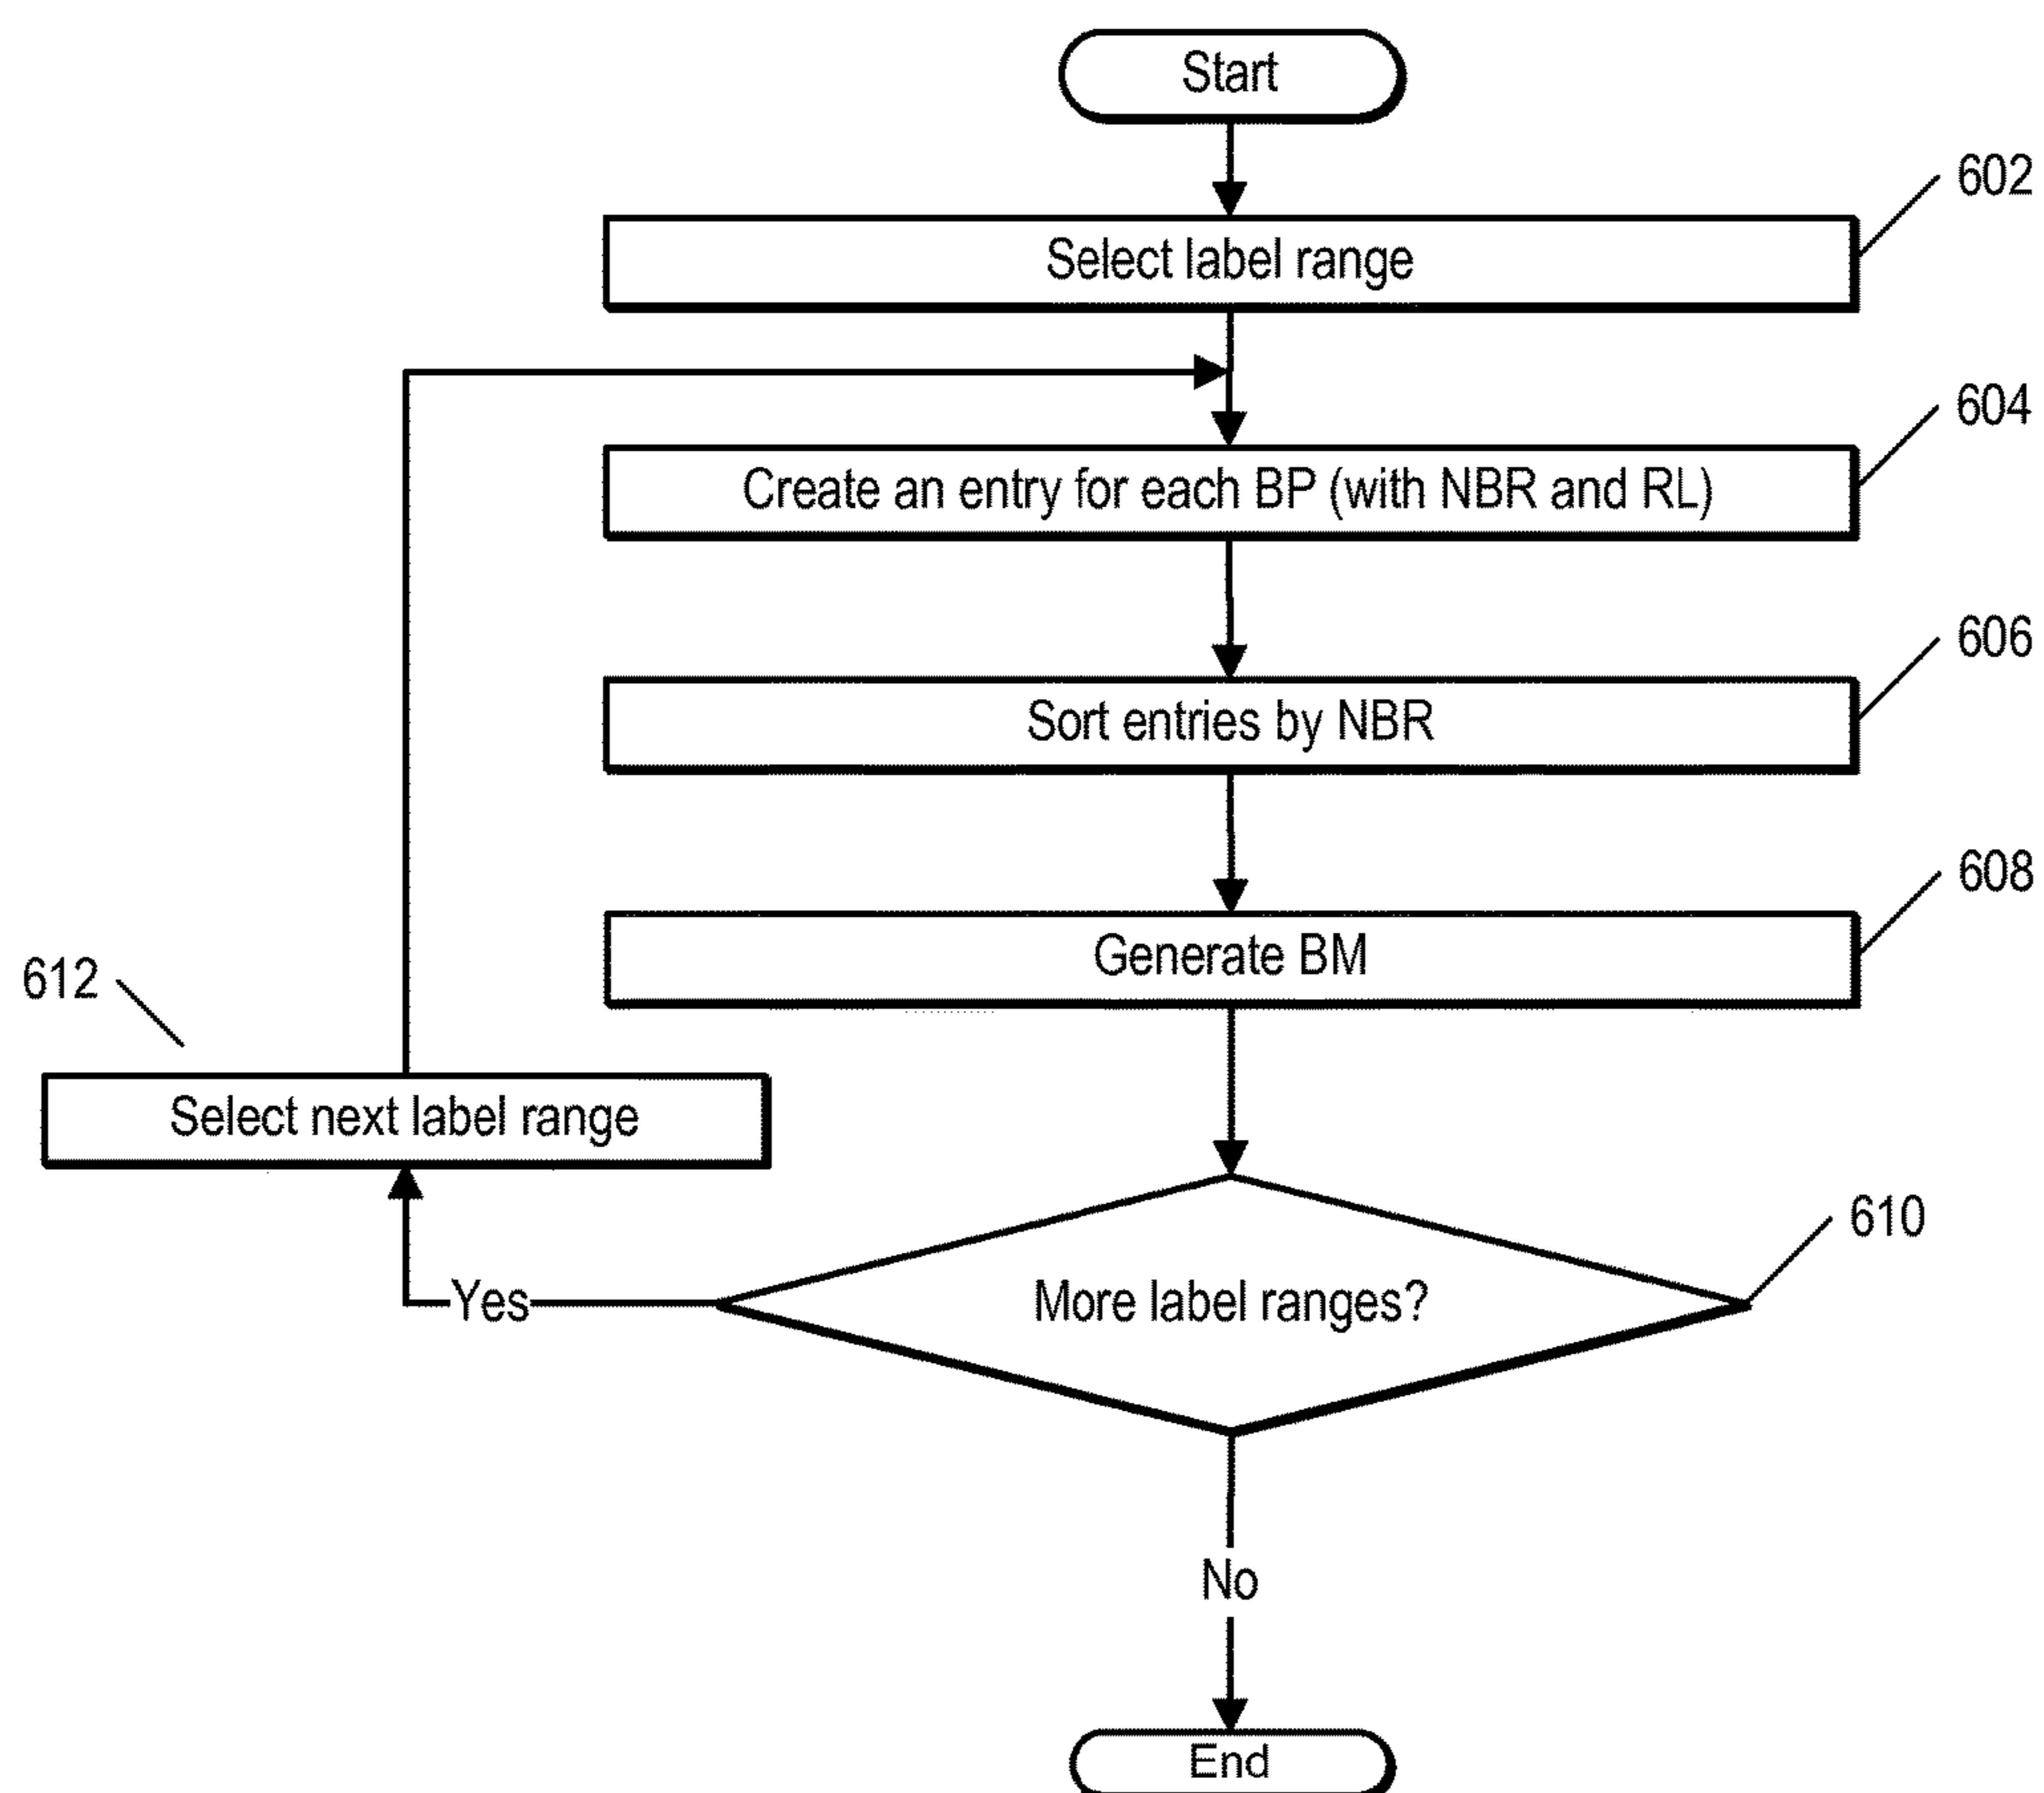 Start
602
Select label range
604
Create an entry for each BP (with NBR and RL)
606
Sort entries by NBR
608
Generate BM
612
Select next label range
610
More label ranges?
Yes
No
End